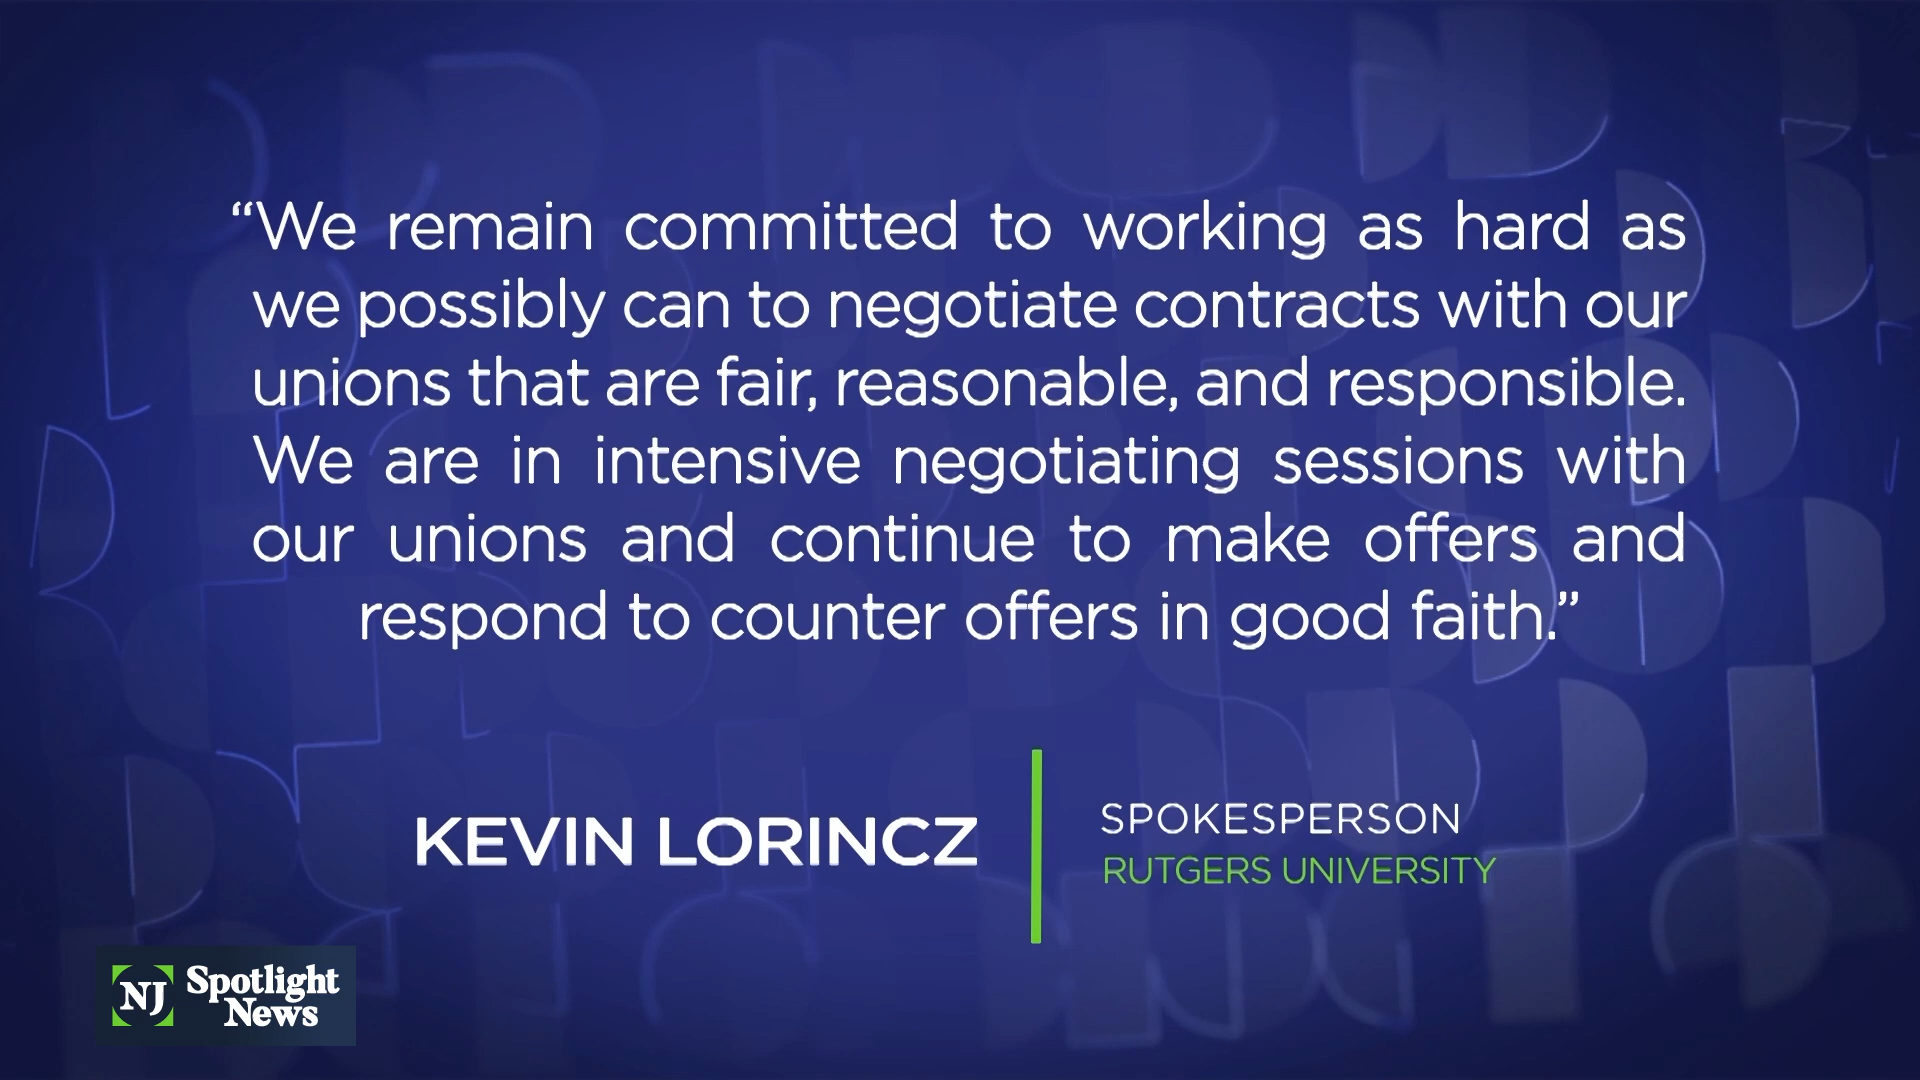 “We remain committed to working as hard as
we possibly can to negotiate contracts with our
unions that are fair, reasonable, and responsible.
We are in intensive negotiating sessions with
our unions and continue to make offers and
respond to counter offers in good faith.”
KEVIN LORINCZ
SPOKESPERSON
RUTGERS UNIVERSITY
NJ Spotlight
News